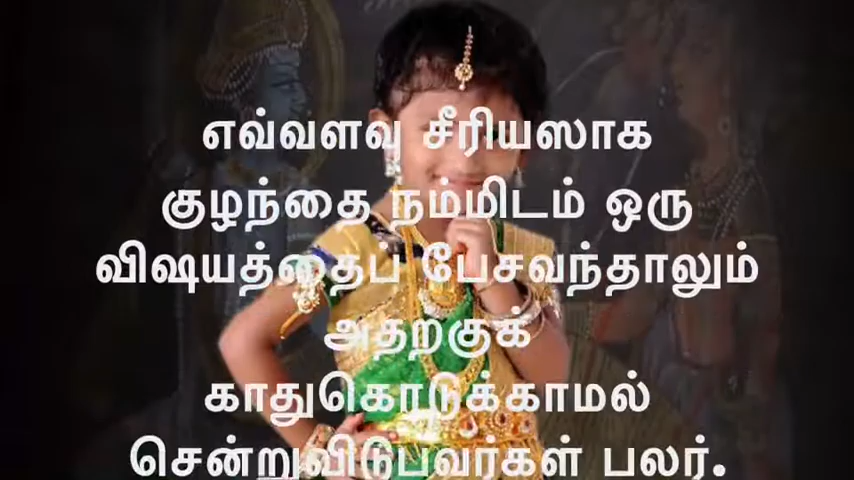 எவ்வளவு சீரியஸாக
குழந்தை நம்மிடம் ஒரு
விஷயத்தைப் பேசவந்தாலும்
அதற்குக்
காதுகொடுக்காமல்
சென்றுவிடுபவர்கள் பலர்.